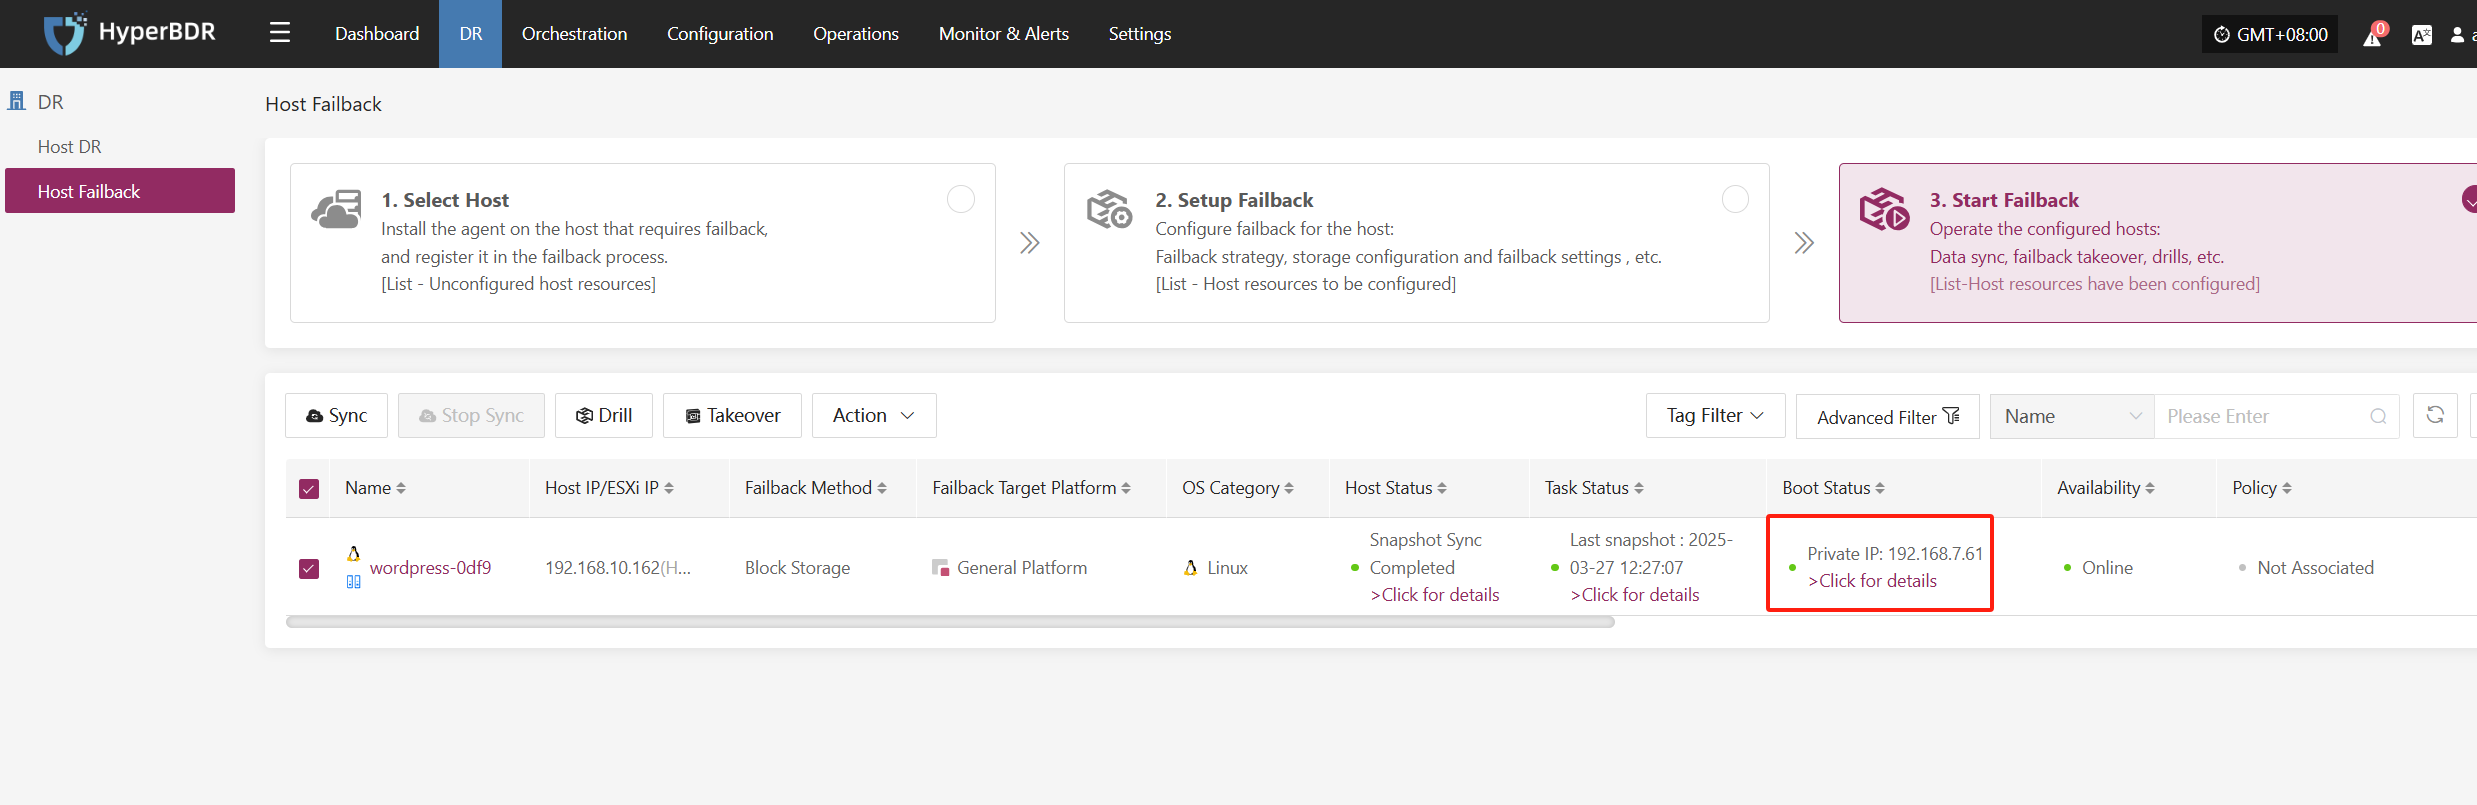 HyperBDR
Dashboard
DR
Orchestration
Configuration
Operations
Monitor & Alerts
Settings
GMT+08:00
0
DR
Host DR
Host Failback
Host Failback
1. Select Host
Install the agent on the host that requires failback,
and register it in the failback process.
[List - Unconfigured host resources]
2. Setup Failback
Configure failback for the host:
Failback strategy, storage configuration and failback settings , etc.
[List - Host resources to be configured]
3. Start Failback
Operate the configured hosts:
Data sync, failback takeover, drills, etc.
[List-Host resources have been configured]
Sync
Stop Sync
Drill
Takeover
Action
Tag Filter
Advanced Filter
Name
Please Enter
Name
Host IP/ESXi IP
Failback Method
Failback Target Platform
OS Category
Host Status
Task Status
Boot Status
Availability
Policy
wordpress-0df9
192.168.10.162(H...
Block Storage
General Platform
Linux
Snapshot Sync
Completed
>Click for details
Last snapshot : 2025-
03-27 12:27:07
>Click for details
Private IP: 192.168.7.61
>Click for details
Online
Not Associated